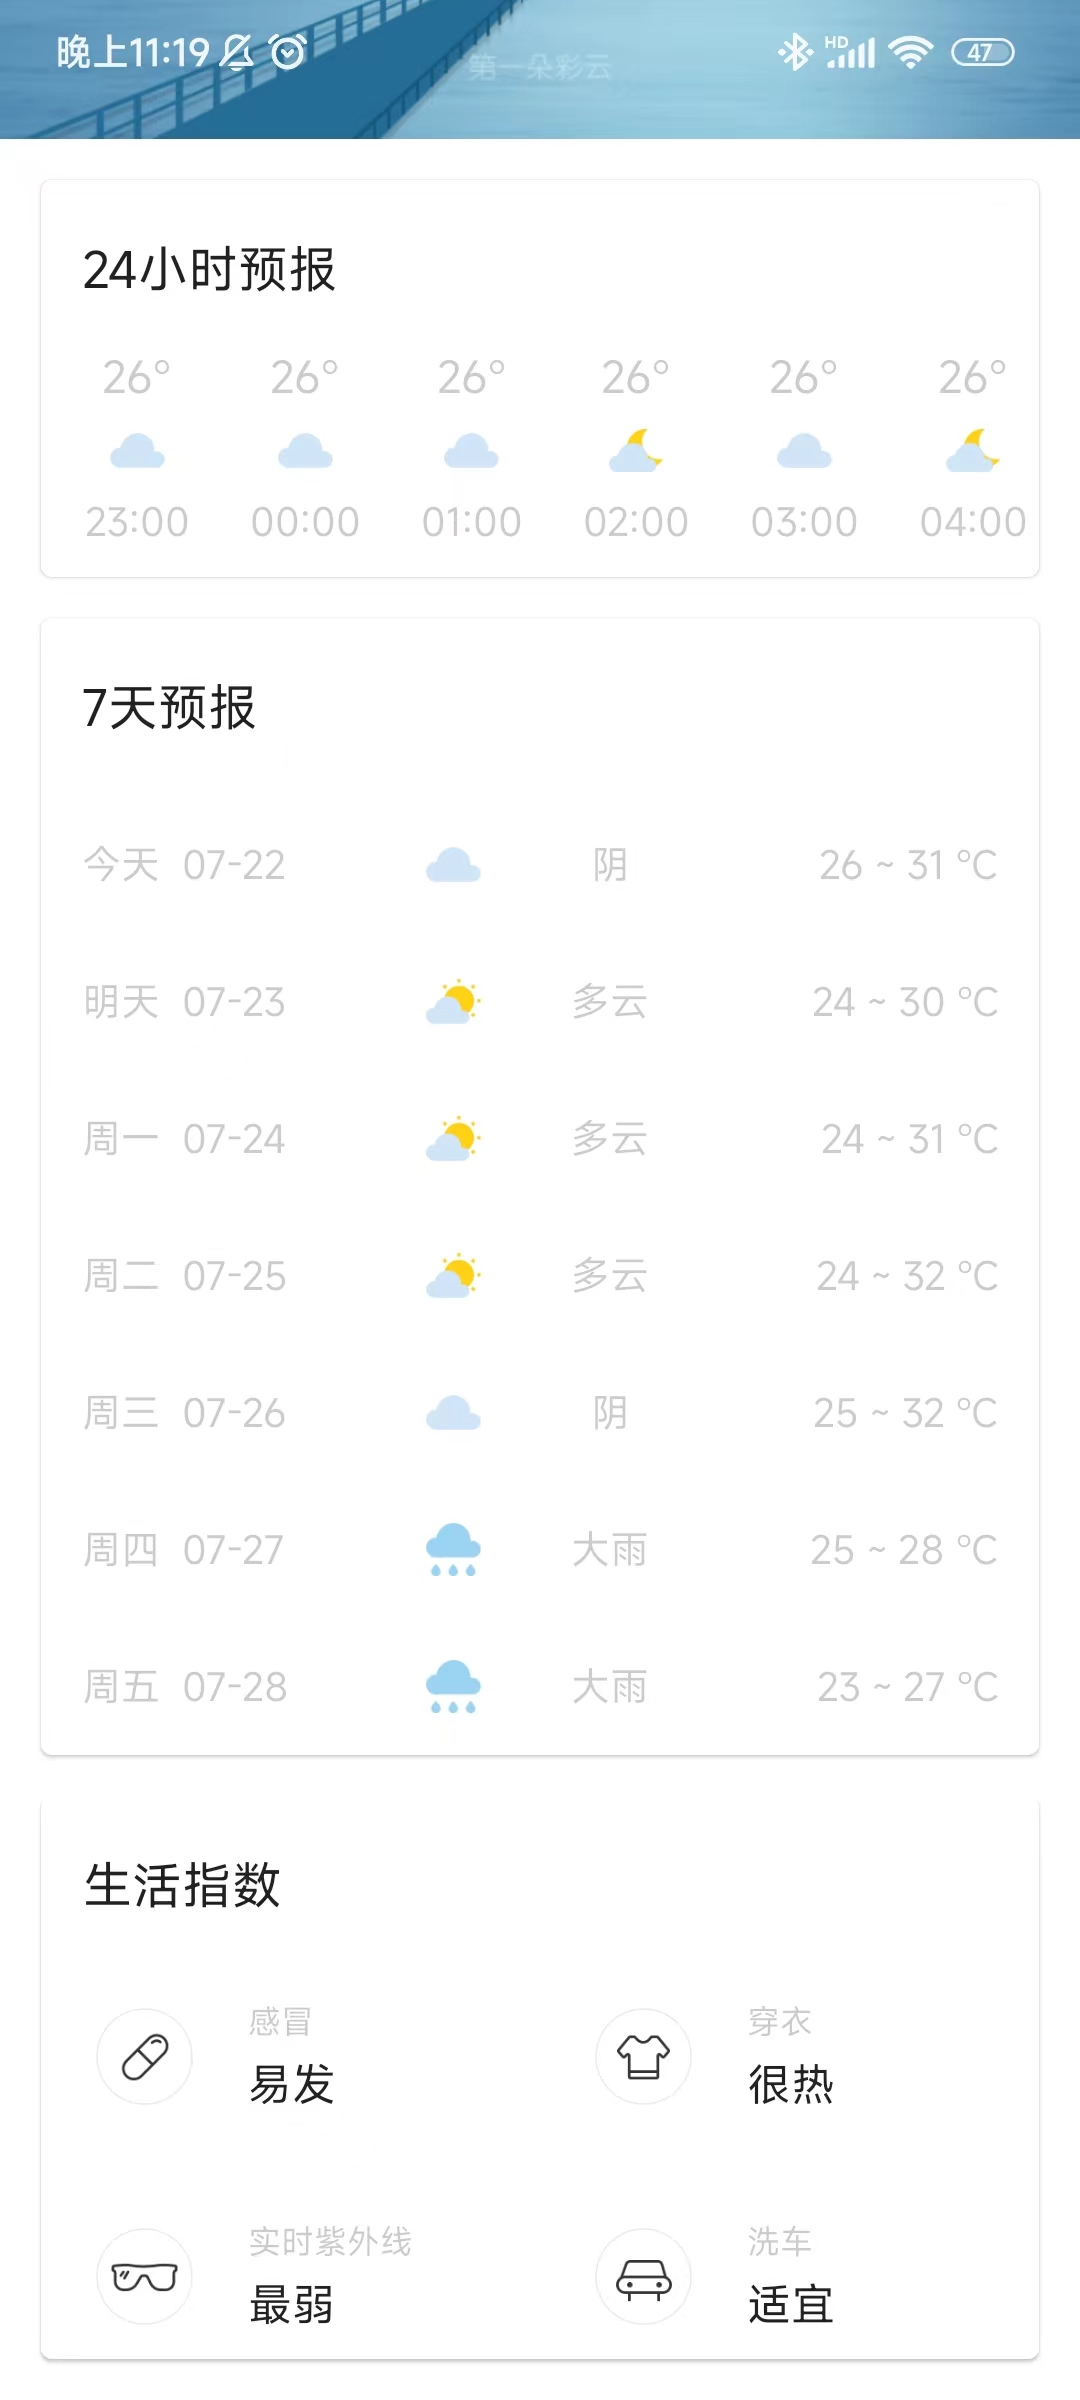 晚上11:19
HD
47
第一朵彩云
24小时预报
26° 26° 26° 26° 26° 26°
23:00 00:00 01:00 02:00 03:00 04:00
7天预报
今天 07-22 阴 26 ~ 31 ℃
明天 07-23 多云 24 ~ 30 ℃
周一 07-24 多云 24 ~ 31 ℃
周二 07-25 多云 24 ~ 32 ℃
周三 07-26 阴 25 ~ 32 ℃
周四 07-27 大雨 25 ~ 28 ℃
周五 07-28 大雨 23 ~ 27 ℃
生活指数
感冒 穿衣
易发 很热
实时紫外线 洗车
最弱 适宜